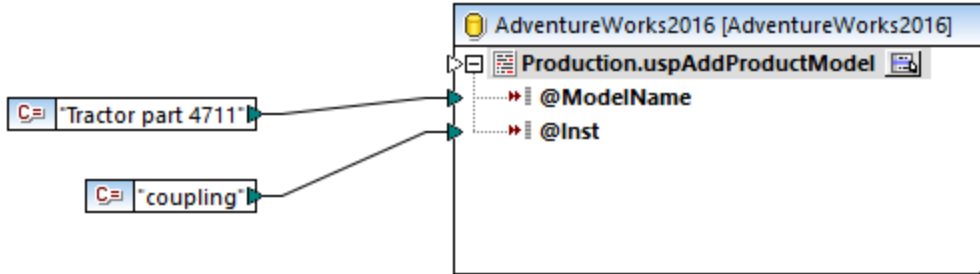 AdventureWorks2016 [AdventureWorks2016]
Production.uspAddProductModel
C= "Tractor part 4711"
@ModelName
@Inst
C= "coupling"